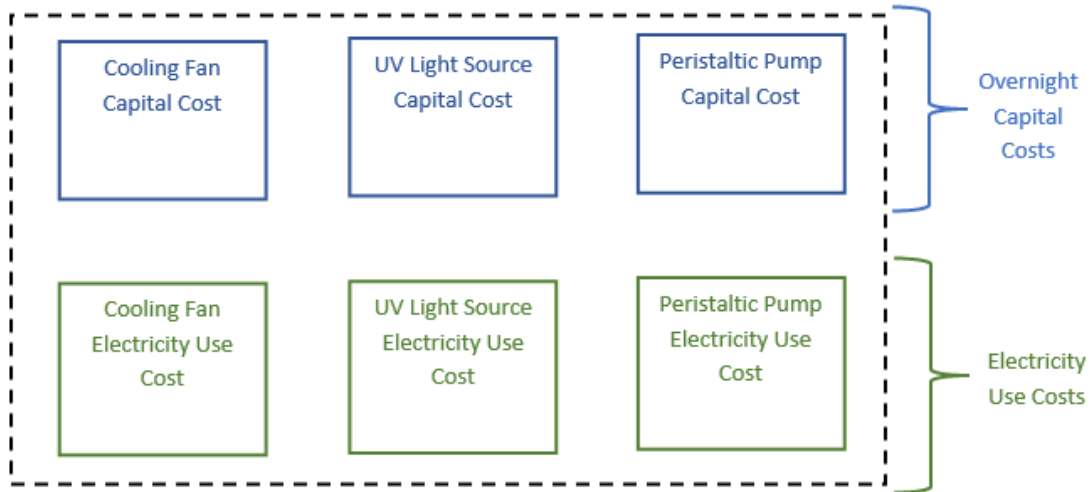 Cooling Fan
Capital Cost
UV Light Source
Capital Cost
Peristaltic Pump
Capital Cost
Overnight
Capital
Costs
Cooling Fan
Electricity Use
Cost
UV Light Source
Electricity Use
Cost
Peristaltic Pump
Electricity Use
Cost
Electricity
Use Costs